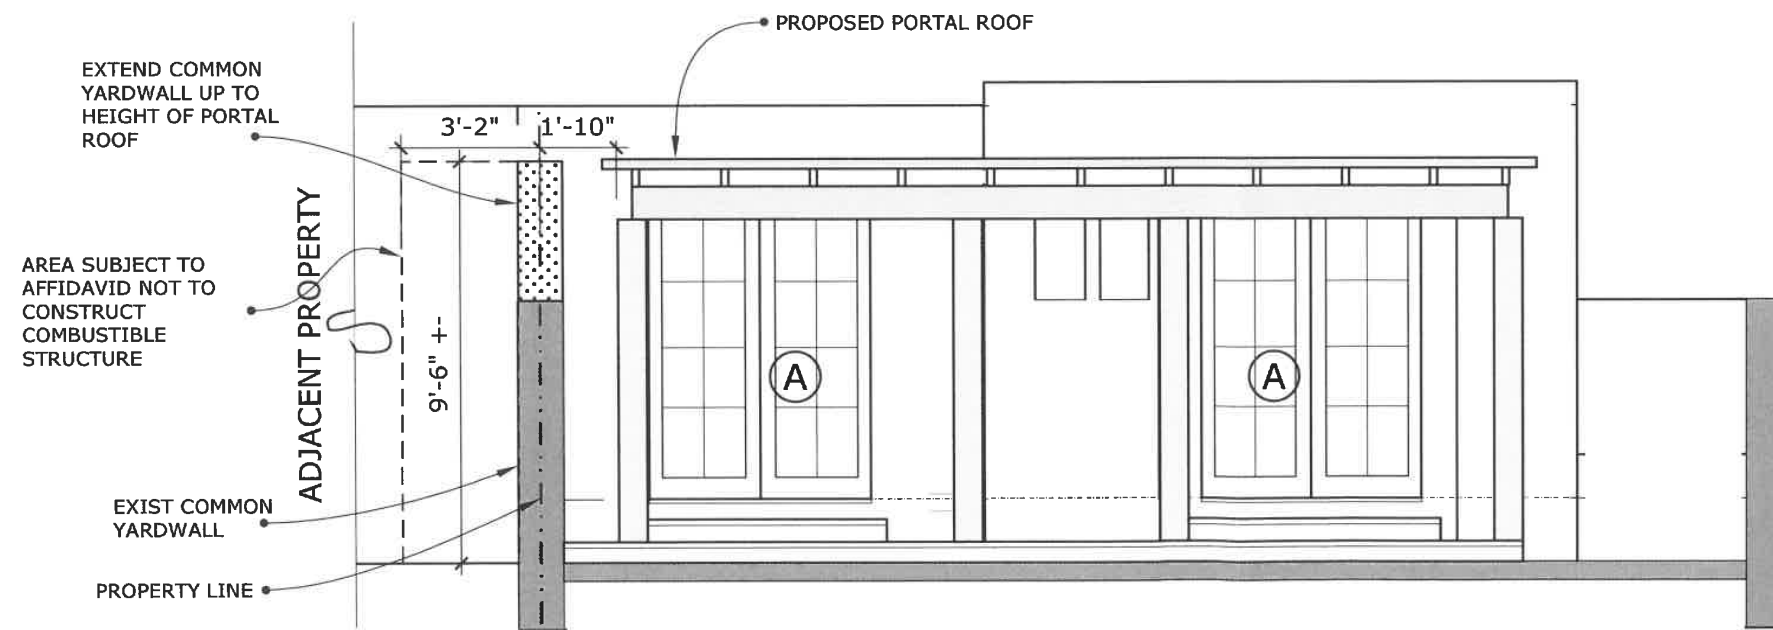 PROPOSED PORTAL ROOF
EXTEND COMMON
YARDWALL UP TO
HEIGHT OF PORTAL
ROOF
3'-2"
1'-10"
AREA SUBJECT TO
AFFIDAVID NOT TO
CONSTRUCT
COMBUSTIBLE
STRUCTURE
ADJACENT PROPERTY
9'-6" +-
A
A
EXIST COMMON
YARDWALL
PROPERTY LINE